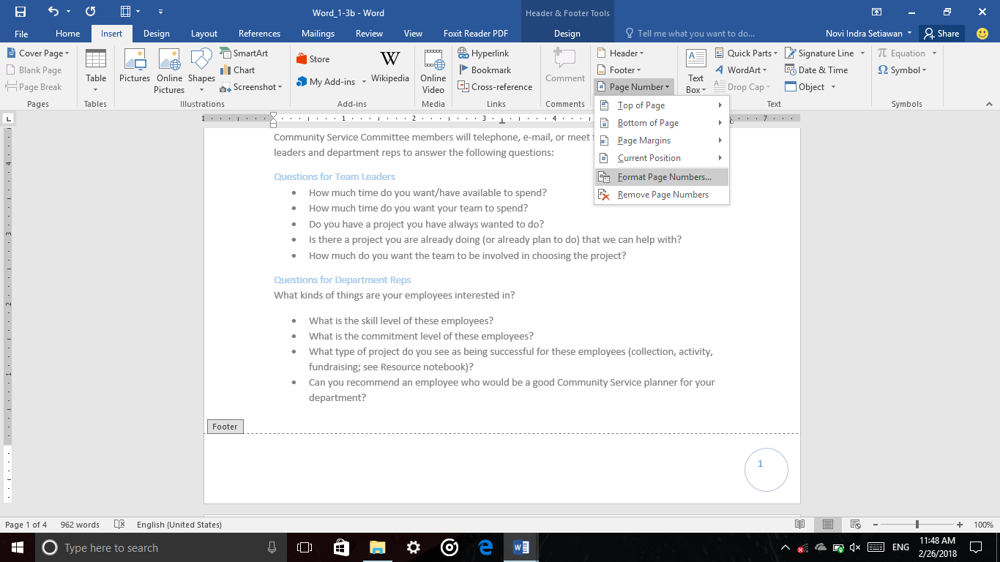 Word_1-3b - Word
Header & Footer Tools
File
Home
Insert
Design
Layout
References
Mailings
Review
View
Foxit Reader PDF
Design
Tell me what you want to do...
Novi Indra Setiawan
Share
Cover Page
Blank Page
Page Break
Pages
Table
Tables
Pictures
Online Pictures
Shapes
SmartArt
Chart
Screenshot
Illustrations
Store
My Add-ins
W
Wikipedia
Add-ins
Online Video
Media
Hyperlink
Bookmark
Cross-reference
Links
Comment
Comments
Header
Footer
Page Number
Text Box
Quick Parts
WordArt
Drop Cap
Signature Line
Date & Time
Object
Text
Equation
Symbol
Symbols
Top of Page
Bottom of Page
Page Margins
Current Position
Format Page Numbers...
Remove Page Numbers
1 1 2 3 4 7
4
3
2
1
Community Service Committee members will telephone, e-mail, or meet
leaders and department reps to answer the following questions:
Questions for Team Leaders
• How much time do you want/have available to spend?
• How much time do you want your team to spend?
• Do you have a project you have always wanted to do?
• Is there a project you are already doing (or already plan to do) that we can help with?
• How much do you want the team to be involved in choosing the project?
Questions for Department Reps
What kinds of things are your employees interested in?
• What is the skill level of these employees?
• What is the commitment level of these employees?
• What type of project do you see as being successful for these employees (collection, activity,
fundraising; see Resource notebook)?
• Can you recommend an employee who would be a good Community Service planner for your
department?
Footer
1
Page 1 of 4
962 words
English (United States)
100%
Type here to search
ENG
11:48 AM
2/26/2018